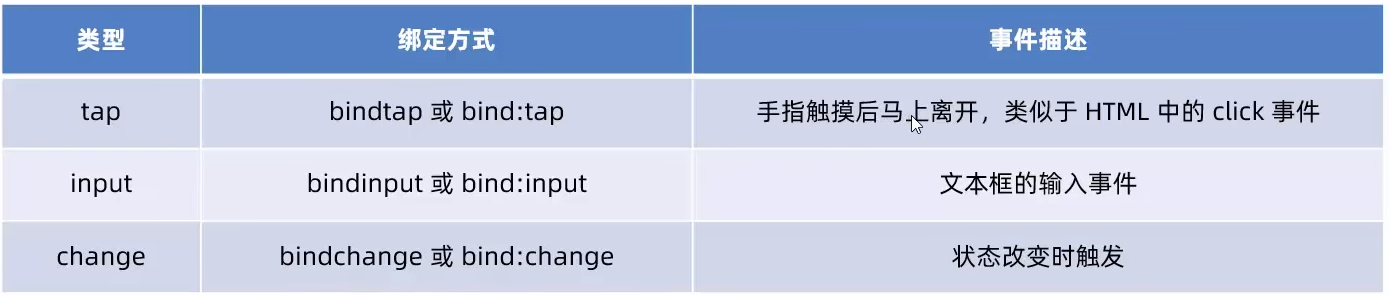 类型 绑定方式 事件描述
tap bindtap 或 bind:tap 手指触摸后马上离开，类似于 HTML 中的 click 事件
input bindinput 或 bind:input 文本框的输入事件
change bindchange 或 bind:change 状态改变时触发